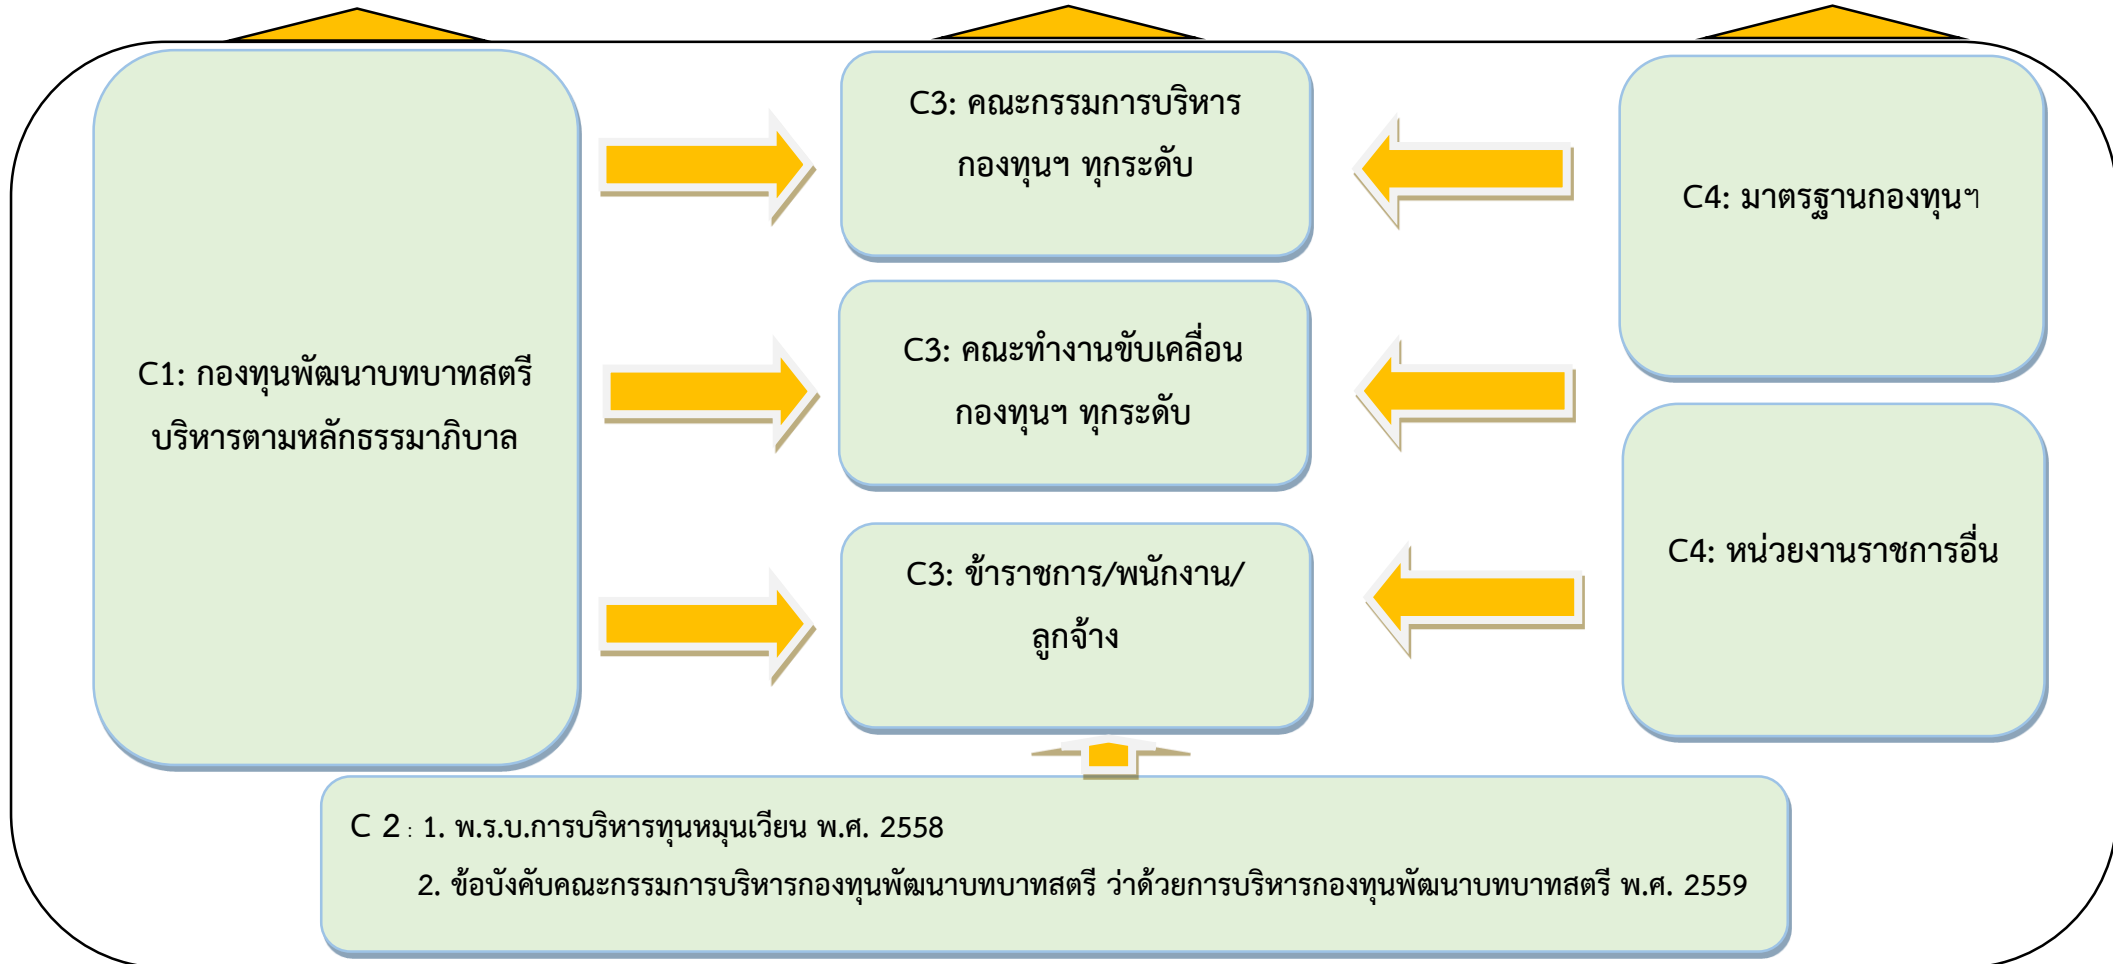 C1: กองทุนพัฒนาบทบาทสตรี
บริหารตามหลักธรรมาภิบาล
C3: คณะกรรมการบริหาร
กองทุนฯ ทุกระดับ
C3: คณะทำงานขับเคลื่อน
กองทุนฯ ทุกระดับ
C3: ข้าราชการ/พนักงาน/
ลูกจ้าง
C4: มาตรฐานกองทุนฯ
C4: หน่วยงานราชการอื่น
C 2 : 1. พ.ร.บ.การบริหารทุนหมุนเวียน พ.ศ. 2558
2. ข้อบังคับคณะกรรมการบริหารกองทุนพัฒนาบทบาทสตรี ว่าด้วยการบริหารกองทุนพัฒนาบทบาทสตรี พ.ศ. 2559